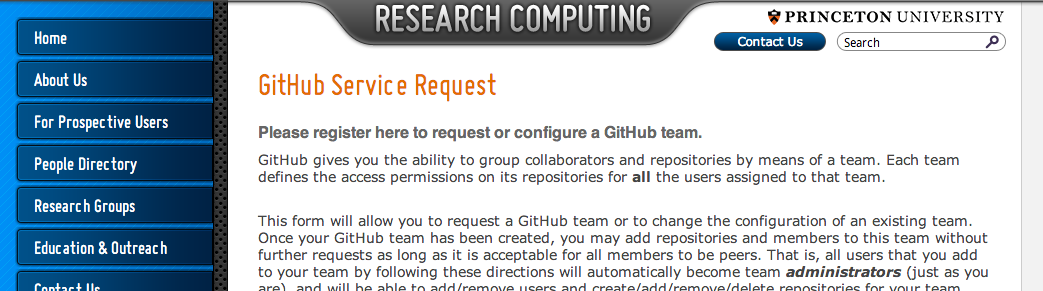 RESEARCH COMPUTING
PRINCETON UNIVERSITY
Contact Us
Search
Home
About Us
For Prospective Users
People Directory
Research Groups
Education & Outreach
Contact Us
GitHub Service Request
Please register here to request or configure a GitHub team.
GitHub gives you the ability to group collaborators and repositories by means of a team. Each team
defines the access permissions on its repositories for all the users assigned to that team.
This form will allow you to request a GitHub team or to change the configuration of an existing team.
Once your GitHub team has been created, you may add repositories and members to this team without
further requests as long as it is acceptable for all members to be peers. That is, all users that you add
to your team by following these directions will automatically become team administrators (just as you
are), and will be able to add/remove users and create/add/remove/delete repositories for your team.